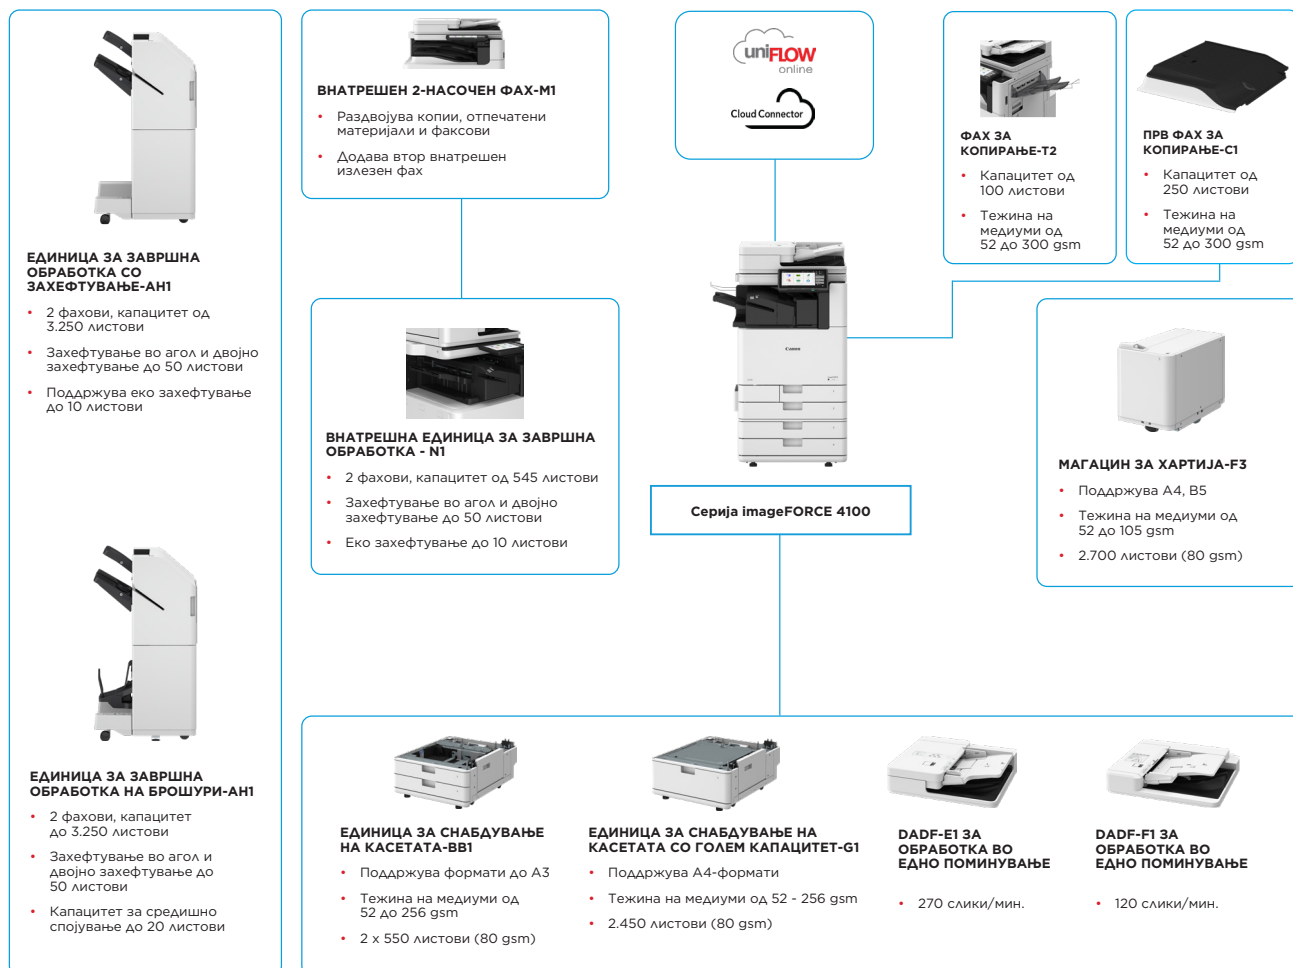 ЕДИНИЦА ЗА ЗАВРШНА
ОБРАБОТКА СО
ЗАХЕФТУВАЊЕ-AH1
• 2 фахови, капацитет од
3.250 листови
• Захефтување во агол и двојно
захефтување до 50 листови
• Поддржува еко захефтување
до 10 листови
ЕДИНИЦА ЗА ЗАВРШНА
ОБРАБОТКА НА БРОШУРИ-AH1
• 2 фахови, капацитет
до 3.250 листови
• Захефтување во агол и
двојно захефтување до
50 листови
• Капацитет за средишно
спојување до 20 листови
ВНАТРЕШЕН 2-НАСОЧЕН ФАХ-M1
• Раздвојува копии, отпечатени
материјали и факсови
• Додава втор внатрешен
излезен фах
ВНАТРЕШНА ЕДИНИЦА ЗА ЗАВРШНА
ОБРАБОТКА - N1
• 2 фахови, капацитет од 545 листови
• Захефтување во агол и двојно
захефтување до 50 листови
• Еко захефтување до 10 листови
uniFLOW
online
Cloud Connector
Canon
Серија imageFORCE 4100
ФАХ ЗА
КОПИРАЊЕ-T2
• Капацитет од
100 листови
• Тежина на
медиуми од
52 до 300 gsm
ПРВ ФАХ ЗА
КОПИРАЊЕ-C1
• Капацитет од
250 листови
• Тежина на
медиуми од
52 до 300 gsm
МАГАЦИН ЗА ХАРТИЈА-F3
• Поддржува A4, B5
• Тежина на медиуми од
52 до 105 gsm
• 2.700 листови (80 gsm)
ЕДИНИЦА ЗА СНАБДУВАЊЕ
НА КАСЕТАТА-BB1
• Поддржува формати до A3
• Тежина на медиуми од
52 до 256 gsm
• 2 x 550 листови (80 gsm)
ЕДИНИЦА ЗА СНАБДУВАЊЕ НА
КАСЕТАТА СО ГОЛЕМ КАПАЦИТЕТ-G1
• Поддржува A4-формати
• Тежина на медиуми од 52 - 256 gsm
• 2.450 листови (80 gsm)
DADF-E1 ЗА
ОБРАБОТКА ВО
ЕДНО ПОМИНУВАЊЕ
• 270 слики/мин.
DADF-F1 ЗА
ОБРАБОТКА ВО
ЕДНО ПОМИНУВАЊЕ
• 120 слики/мин.